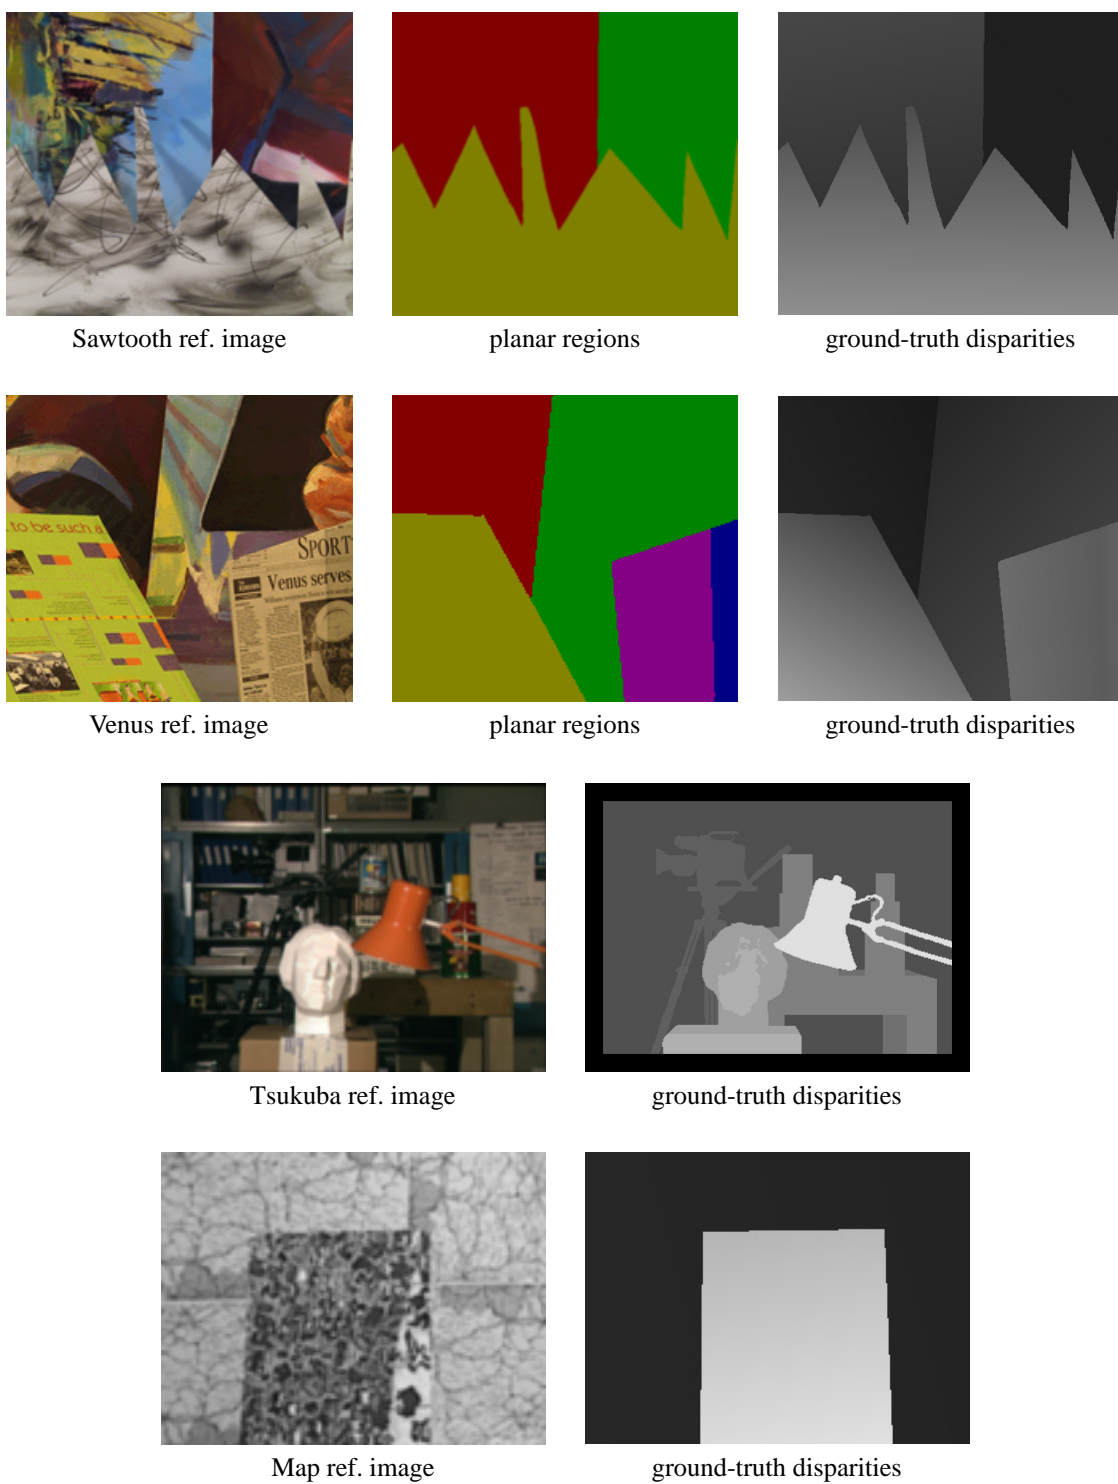 Sawtooth ref. image
planar regions
ground-truth disparities
to be such a
SPORT
Venus serves
Venus ref. image
planar regions
ground-truth disparities
Tsukuba ref. image
ground-truth disparities
Map ref. image
ground-truth disparities